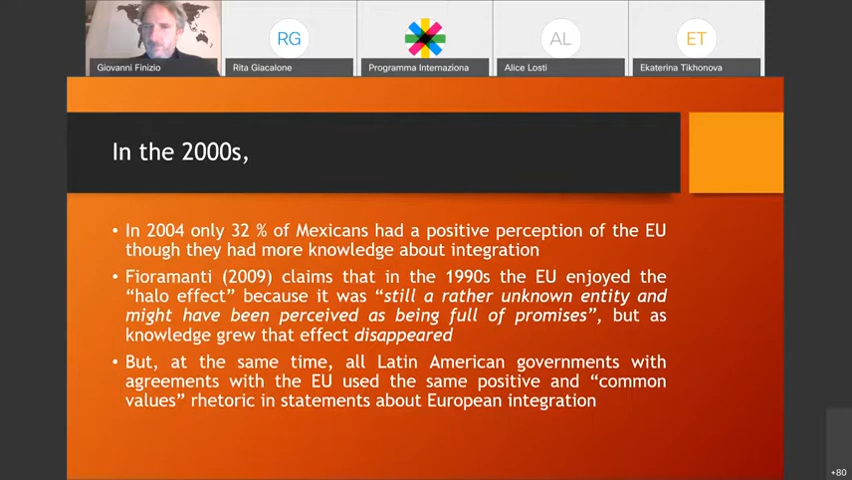 RG
AL
ET
Giovanni Finizio
Rita Giacalone
Programma Internaziona
Alice Losti
Ekaterina Tikhonova
In the 2000s,
• In 2004 only 32 % of Mexicans had a positive perception of the EU
though they had more knowledge about integration
• Fioramanti (2009) claims that in the 1990s the EU enjoyed the
“halo effect” because it was “still a rather unknown entity and
might have been perceived as being full of promises”, but as
knowledge grew that effect disappeared
• But, at the same time, all Latin American governments with
agreements with the EU used the same positive and “common
values” rhetoric in statements about European integration
+80